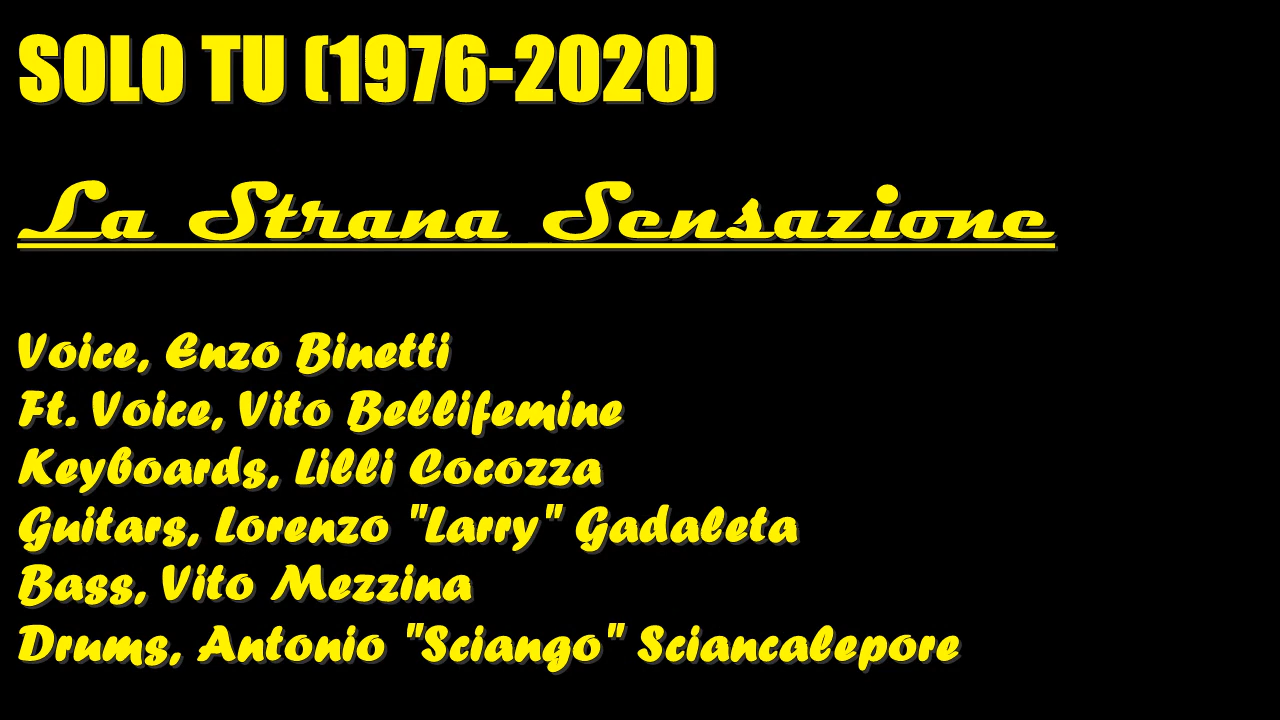 SOLO TU (1976-2020)
La Strana Sensazione
Voice, Enzo Binetti
Ft. Voice, Vito Bellifemine
Keyboards, Lilli Cocozza
Guitars, Lorenzo "Larry" Gadaleta
Bass, Vito Mezzina
Drums, Antonio "Sciango" Sciancalepore